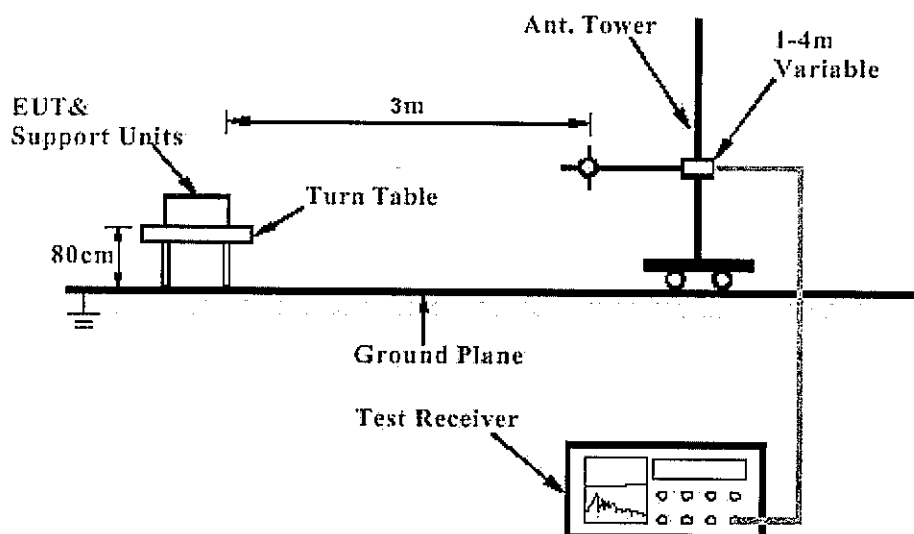 Ant. Tower
1-4m
Variable
3m
EUT&
Support Units
Turn Table
80cm
Ground Plane
Test Receiver